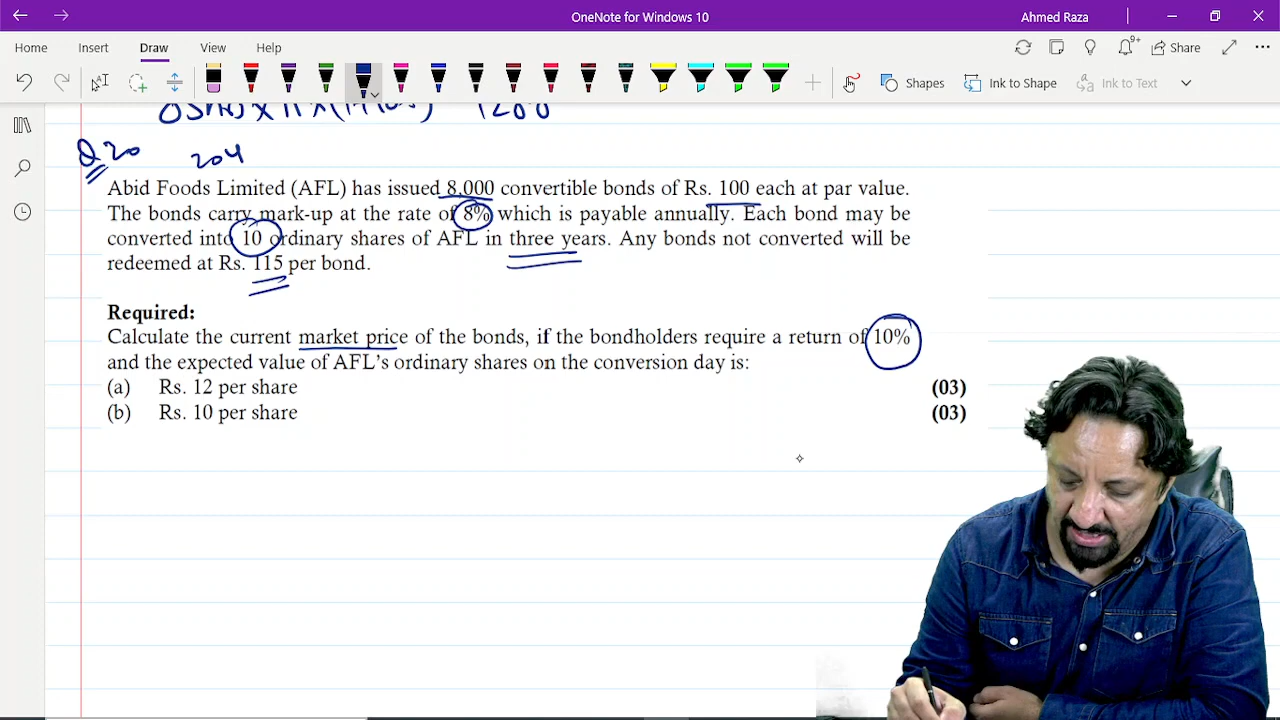 OneNote for Windows 10
Ahmed Raza
Home Insert Draw View Help
9+
Share
Shapes
Ink to Shape
Ink to Text
1200
Q 20 204
Abid Foods Limited (AFL) has issued 8,000 convertible bonds of Rs. 100 each at par value.
The bonds carry mark-up at the rate of 8% which is payable annually. Each bond may be
converted into 10 ordinary shares of AFL in three years. Any bonds not converted will be
redeemed at Rs. 115 per bond.
Required:
Calculate the current market price of the bonds, if the bondholders require a return of 10%
and the expected value of AFL's ordinary shares on the conversion day is:
(a) Rs. 12 per share (03)
(b) Rs. 10 per share (03)